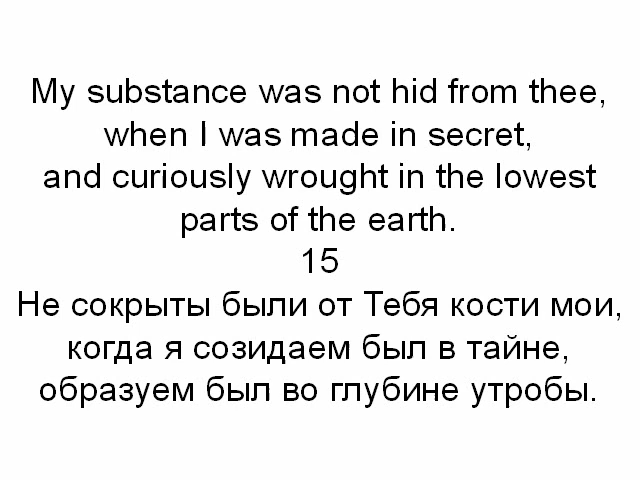 My substance was not hid from thee,
when I was made in secret,
and curiously wrought in the lowest
parts of the earth.
15
Не сокрыты были от Тебя кости мои,
когда я созидаем был в тайне,
образуем был во глубине утробы.